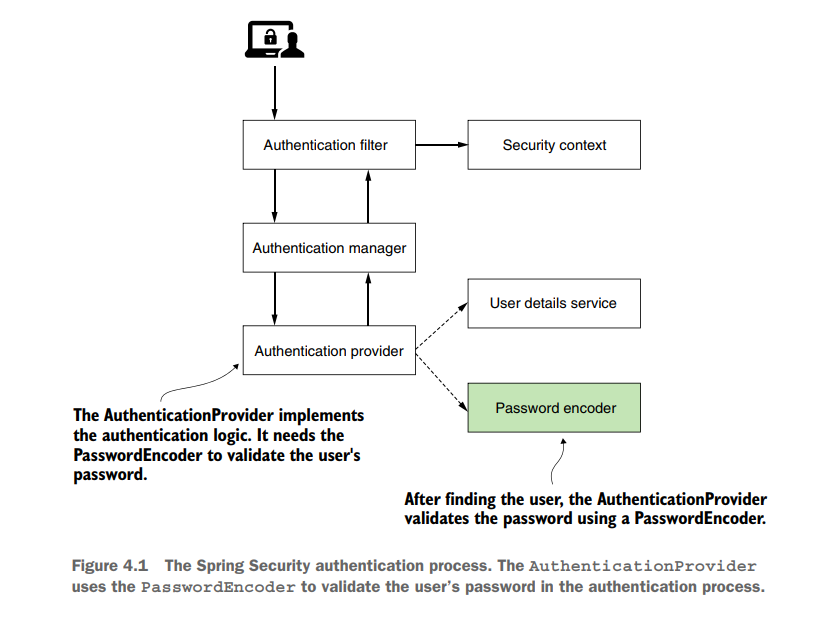 Authentication filter
Security context
Authentication manager
User details service
Authentication provider
Password encoder
The AuthenticationProvider implements
the authentication logic. It needs the
PasswordEncoder to validate the user's
password.
After finding the user, the AuthenticationProvider
validates the password using a PasswordEncoder.
Figure 4.1 The Spring Security authentication process. The AuthenticationProvider
uses the PasswordEncoder to validate the user’s password in the authentication process.